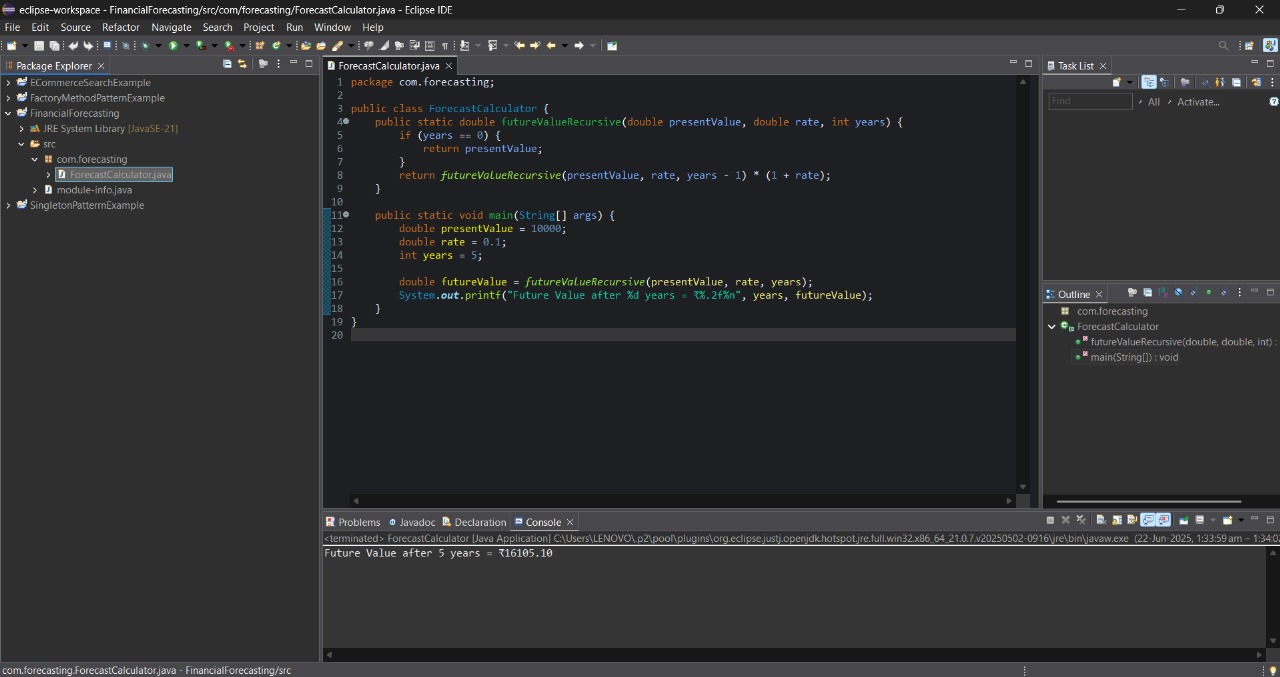 eclipse-workspace - FinancialForecasting/src/com/forecasting/ForecastCalculator.java - Eclipse IDE
File Edit Source Refactor Navigate Search Project Run Window Help
Package Explorer
ECommerceSearchExample
FactoryMethodPatternExample
FinancialForecasting
JRE System Library [JavaSE-21]
src
com.forecasting
ForecastCalculator.java
module-info.java
SingletonPatternExample
ForecastCalculator.java
1 package com.forecasting;
2
3 public class ForecastCalculator {
4 public static double futureValueRecursive(double presentValue, double rate, int years) {
5 if (years == 0) {
6 return presentValue;
7 }
8 return futureValueRecursive(presentValue, rate, years - 1) * (1 + rate);
9 }
10
11 public static void main(String[] args) {
12 double presentValue = 10000;
13 double rate = 0.1;
14 int years = 5;
15
16 double futureValue = futureValueRecursive(presentValue, rate, years);
17 System.out.printf("Future Value after %d years = ₹%.2f%n", years, futureValue);
18 }
19 }
20
Task List
Find All Activate...
Outline
com.forecasting
ForecastCalculator
futureValueRecursive(double, double, int) :
main(String[]) : void
Problems Javadoc Declaration Console
<terminated> ForecastCalculator [Java Application] C:\Users\LENOVO\.p2\pool\plugins\org.eclipse.justj.openjdk.hotspot.jre.full.win32.x86_64_21.0.7.v20250502-0916\jre\bin\javaw.exe (22-Jun-2025, 1:33:59 am – 1:34:02
Future Value after 5 years = ₹16105.10
com.forecasting.ForecastCalculator.java - FinancialForecasting/src